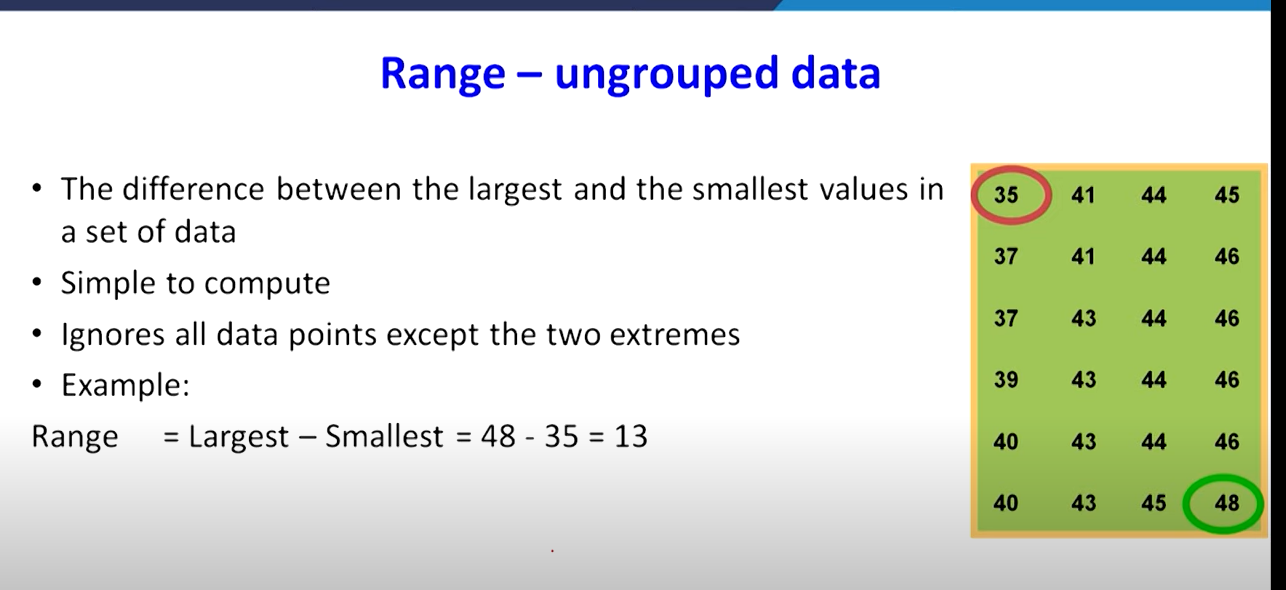 Range – ungrouped data
• The difference between the largest and the smallest values in
a set of data
• Simple to compute
• Ignores all data points except the two extremes
• Example:
Range = Largest – Smallest = 48 - 35 = 13
35 41 44 45
37 41 44 46
37 43 44 46
39 43 44 46
40 43 44 46
40 43 45 48